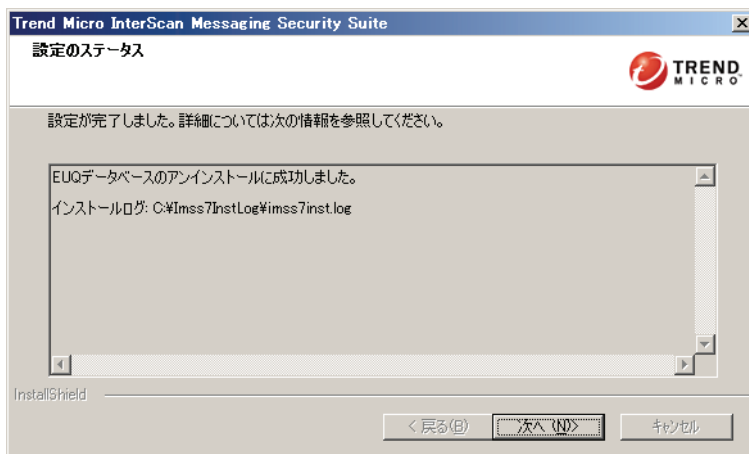 Trend Micro InterScan Messaging Security Suite
設定のステータス
TREND MICRO
設定が完了しました。詳細については次の情報を参照してください。
EUQデータベースのアンインストールに成功しました。
インストールログ: C:¥Imss7InstLog¥imss7inst.log
InstallShield
< 戻る(B)
次へ (N)>
キャンセル